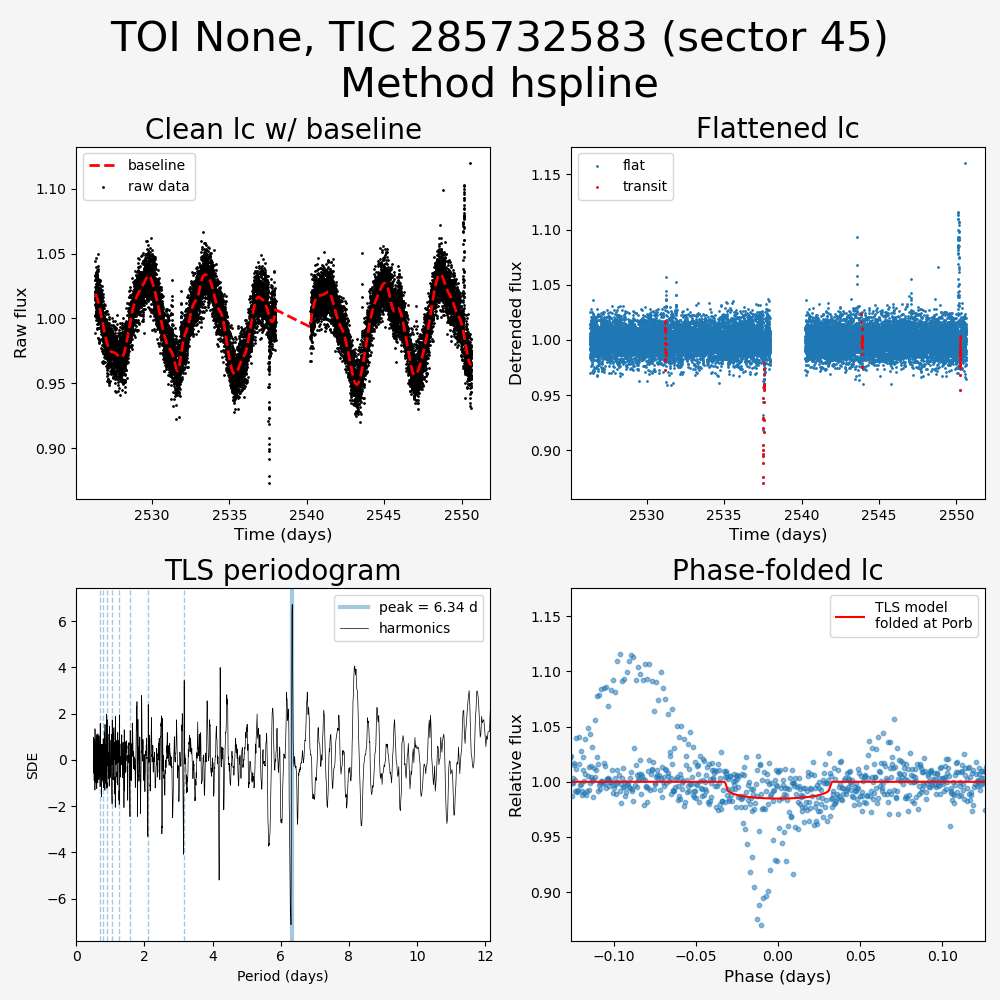 TOI None, TIC 285732583 (sector 45)
Method hspline
Clean lc w/ baseline
baseline
raw data
1.10
1.05
1.00
0.95
0.90
Raw flux
2530
2535
2540
2545
2550
Time (days)
Flattened lc
flat
transit
1.15
1.10
1.05
1.00
0.95
0.90
Detrended flux
2530
2535
2540
2545
2550
Time (days)
TLS periodogram
peak = 6.34 d
harmonics
6
4
2
0
−2
−4
−6
SDE
0
2
4
6
8
10
12
Period (days)
Phase-folded lc
TLS model
folded at Porb
1.15
1.10
1.05
1.00
0.95
0.90
Relative flux
−0.10
−0.05
0.00
0.05
0.10
Phase (days)